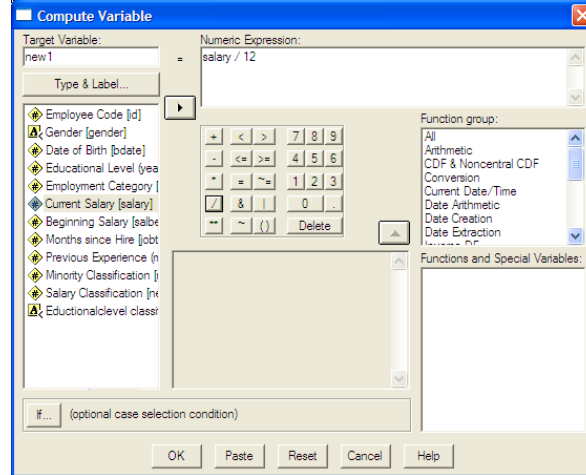 Compute Variable
Target Variable:
new1
=
Numeric Expression:
salary / 12
Type & Label...
Employee Code [id]
Gender [gender]
Date of Birth [bdate]
Educational Level (yea
Employment Category [
Current Salary [salary]
Beginning Salary [salbe
Months since Hire [jobt
Previous Experience (m
Minority Classification [
Salary Classification [ne
Eductionalclevel classi
+ < > 7 8 9
- <= >= 4 5 6
* = ~= 1 2 3
/ & | 0 .
** ~ () Delete
Function group:
All
Arithmetic
CDF & Noncentral CDF
Conversion
Current Date/Time
Date Arithmetic
Date Creation
Date Extraction
Functions and Special Variables:
If... (optional case selection condition)
OK Paste Reset Cancel Help